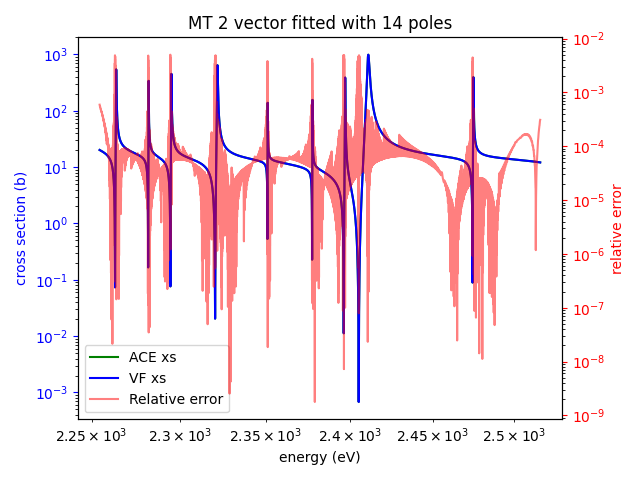 MT 2 vector fitted with 14 poles
10³
10²
10¹
10⁰
10⁻¹
10⁻²
10⁻³
cross section (b)
10⁻²
10⁻³
10⁻⁴
10⁻⁵
10⁻⁶
10⁻⁷
10⁻⁸
10⁻⁹
relative error
ACE xs
VF xs
Relative error
2.25 × 10³ 2.3 × 10³ 2.35 × 10³ 2.4 × 10³ 2.45 × 10³ 2.5 × 10³
energy (eV)